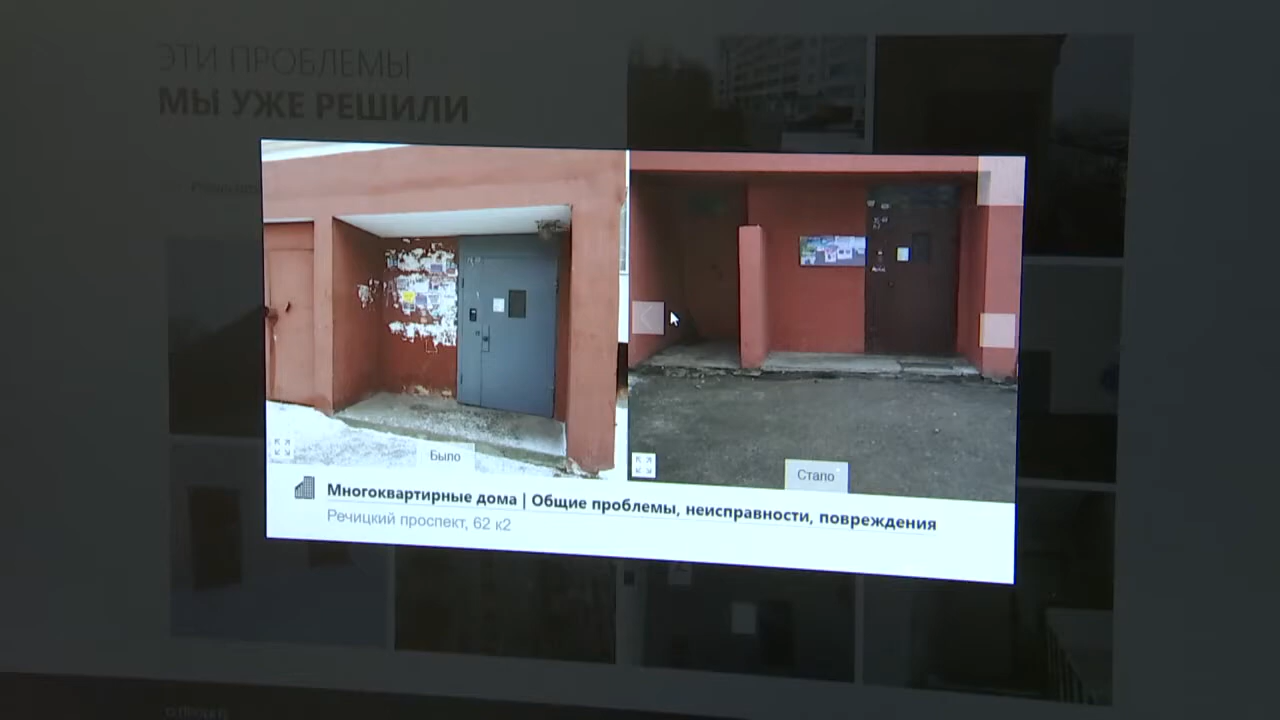 ЭТИ ПРОБЛЕМЫ
МЫ УЖЕ РЕШИЛИ
Было
Стало
Многоквартирные дома | Общие проблемы, неисправности, повреждения
Речицкий проспект, 62 к2